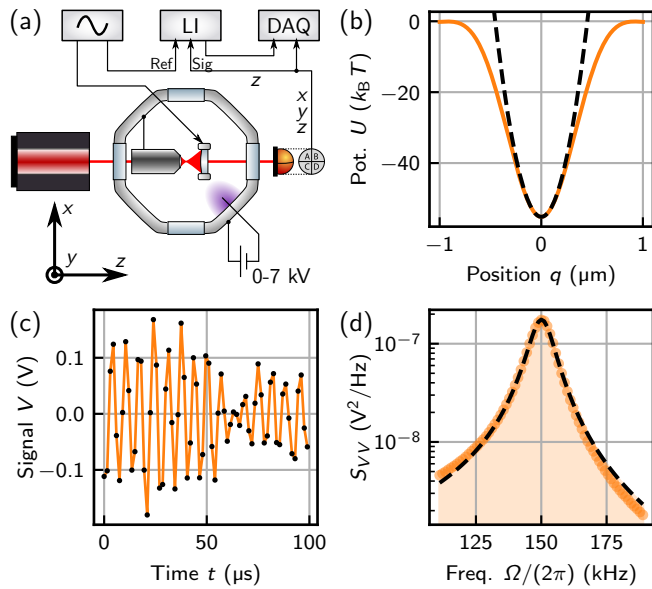 (a)
LI
DAQ
Ref
Sig
z
x
y
z
A B
C D
x
y
z
0-7 kV
(b)
Pot. U (k_B T)
0
−20
−40
−1
0
1
Position q (µm)
(c)
Signal V (V)
0.1
0.0
−0.1
0
50
100
Time t (µs)
(d)
S_VV (V²/Hz)
10⁻⁷
10⁻⁸
125
150
175
Freq. Ω/(2π) (kHz)